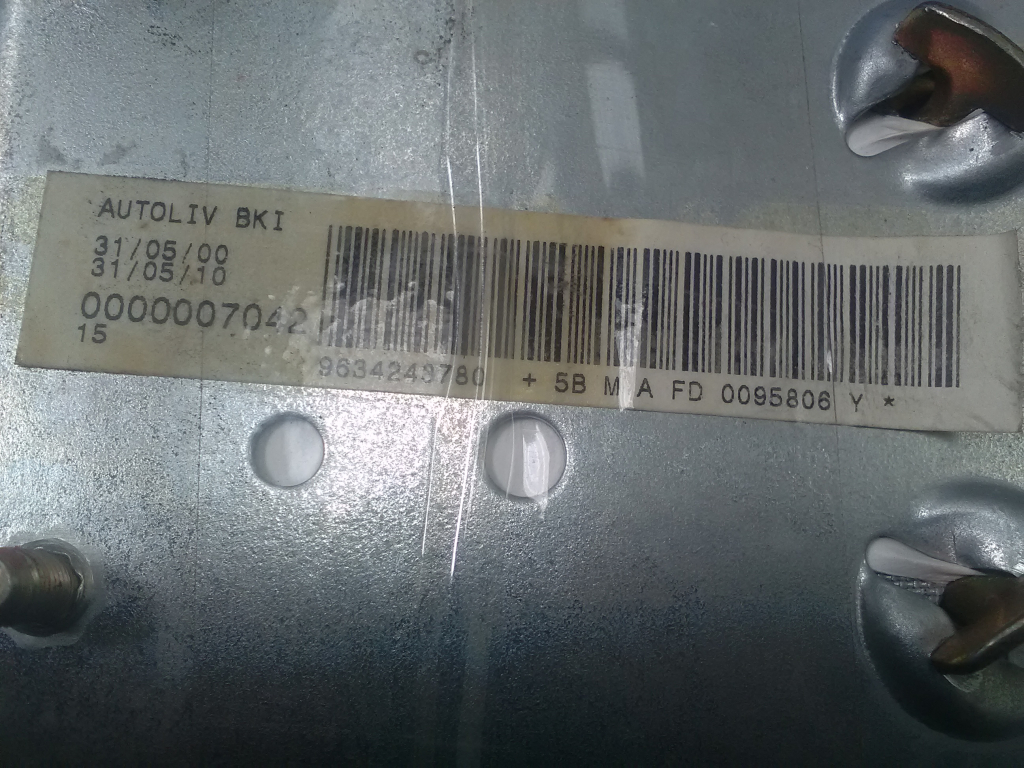 AUTOLIV BKI
31/05/00
31/05/10
0000007042
15
9634243780 + 5B M A FD 0095806 Y *